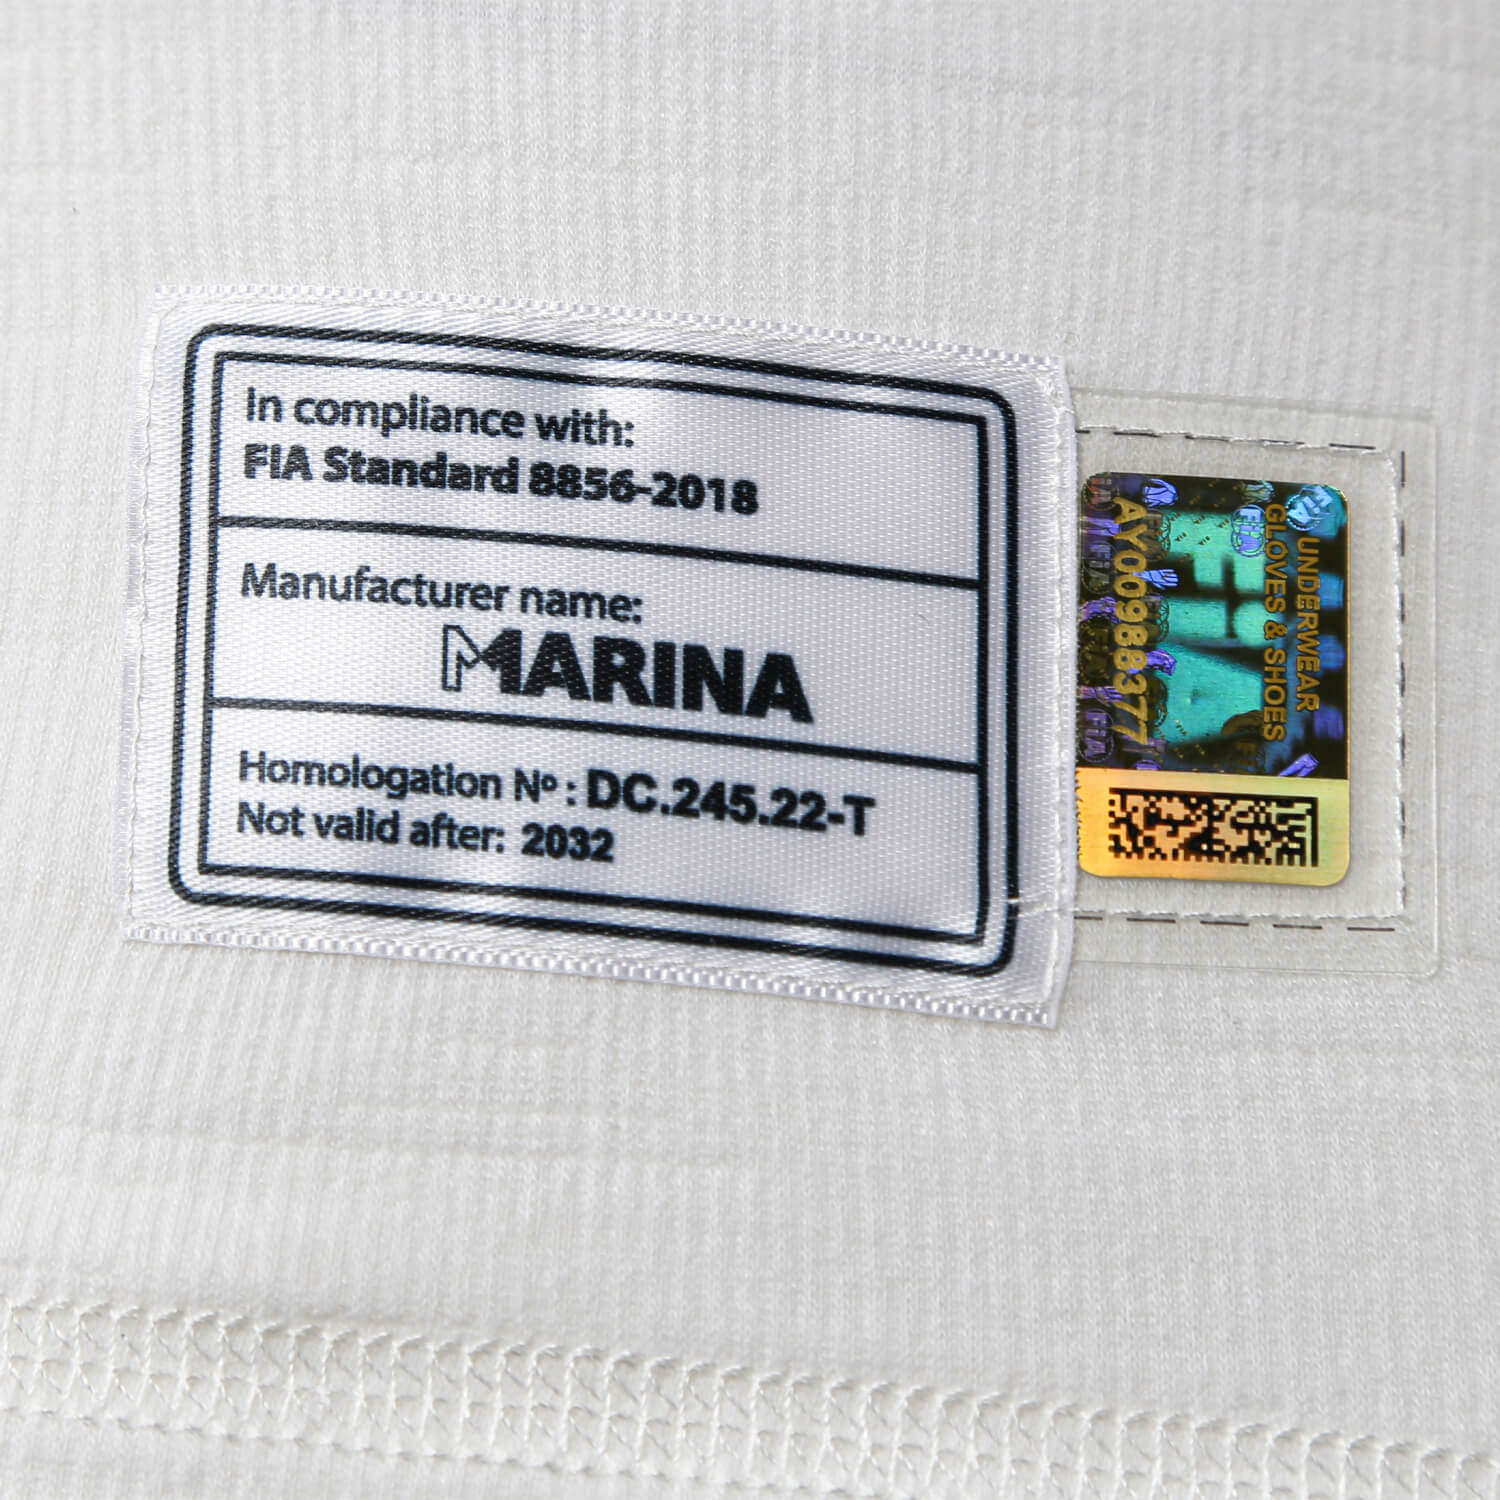 In compliance with:
FIA Standard 8856-2018
Manufacturer name:
MARINA
Homologation Nº : DC.245.22-T
Not valid after: 2032
UNDERWEAR
GLOVES & SHOES
FIA
AY00988377